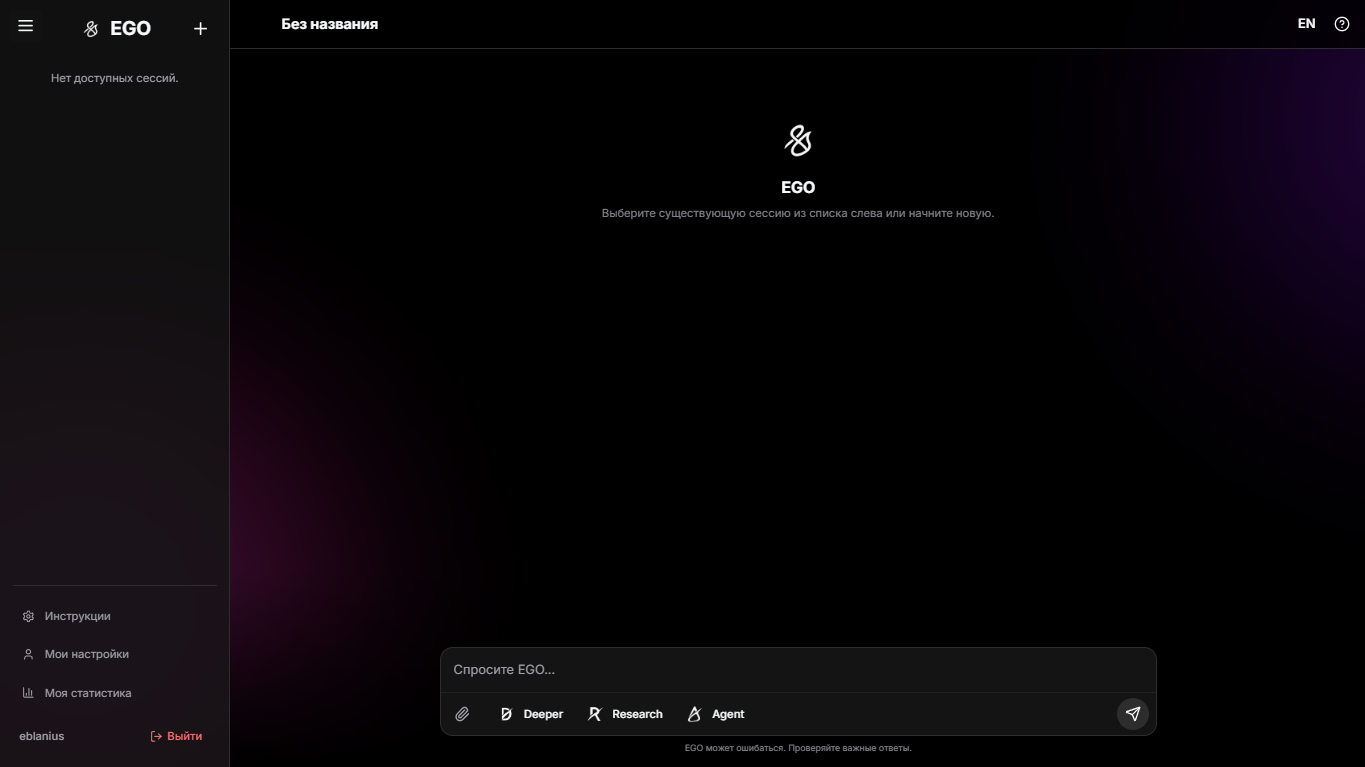 EGO
Нет доступных сессий.
Инструкции
Мои настройки
Моя статистика
eblanius
Выйти
Без названия
EN
EGO
Выберите существующую сессию из списка слева или начните новую.
Спросите EGO...
Deeper
Research
Agent
EGO может ошибаться. Проверяйте важные ответы.